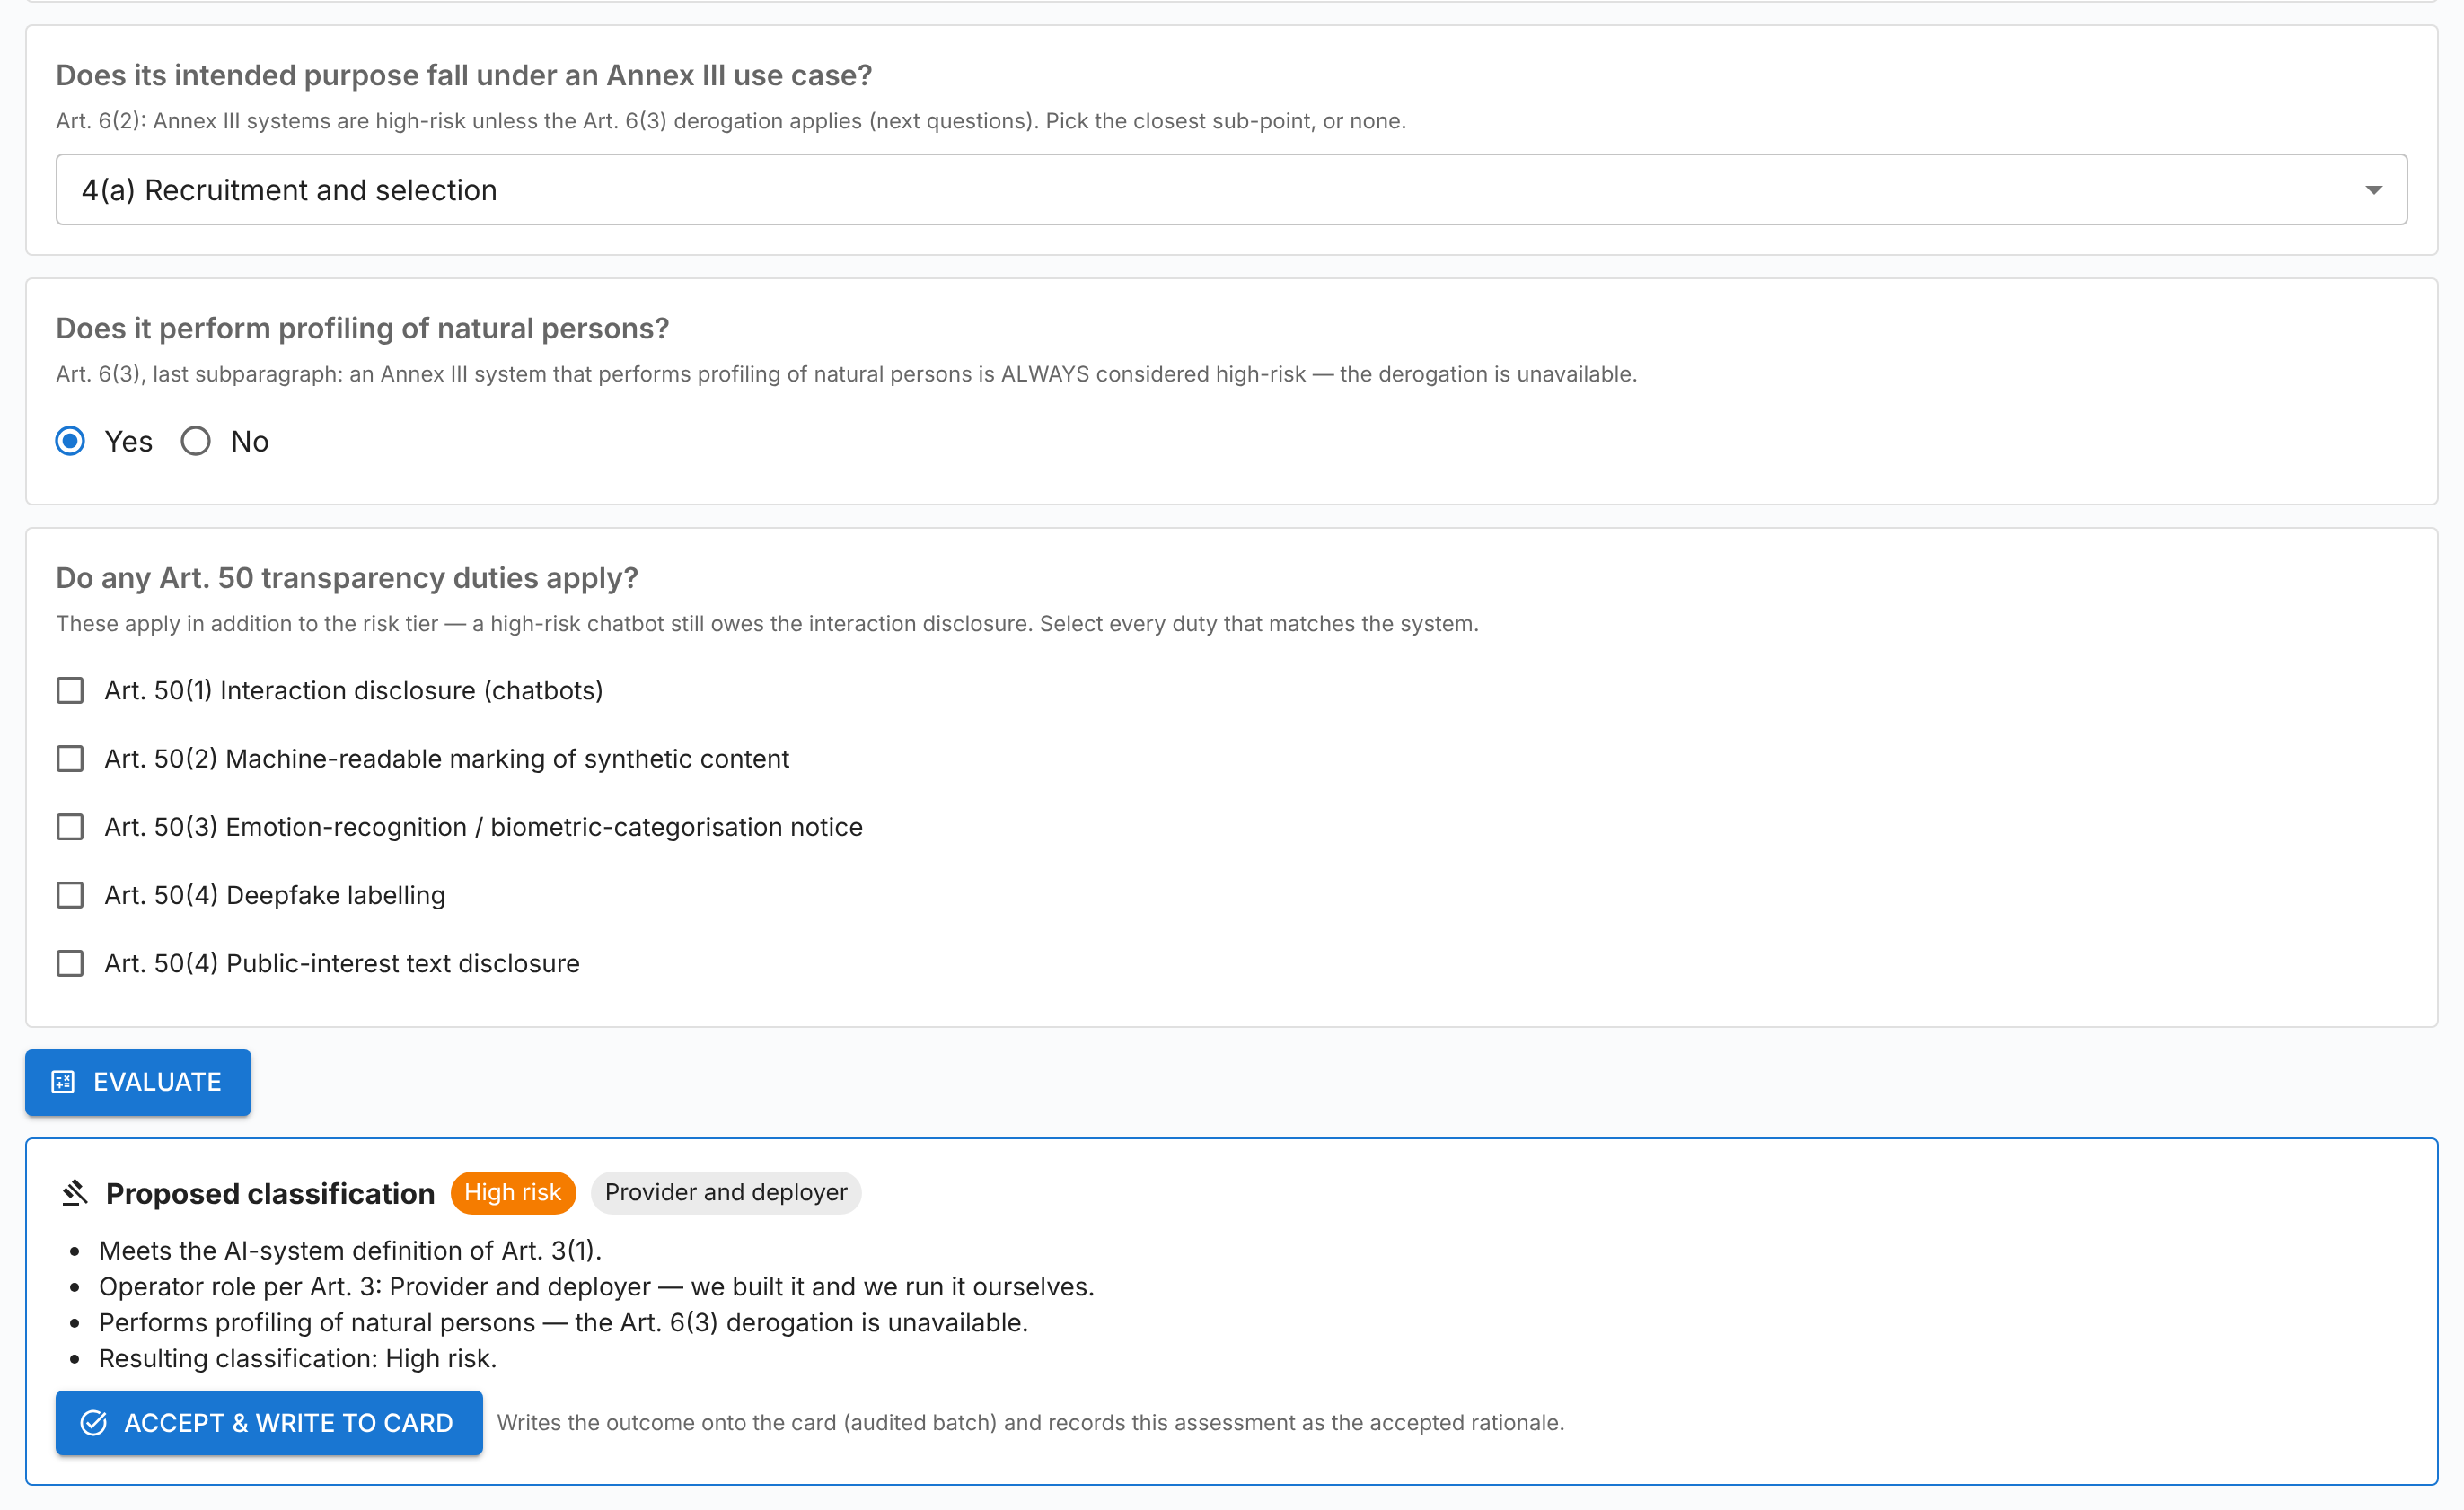 Does its intended purpose fall under an Annex III use case?
Art. 6(2): Annex III systems are high-risk unless the Art. 6(3) derogation applies (next questions). Pick the closest sub-point, or none.
4(a) Recruitment and selection
Does it perform profiling of natural persons?
Art. 6(3), last subparagraph: an Annex III system that performs profiling of natural persons is ALWAYS considered high-risk — the derogation is unavailable.
Yes No
Do any Art. 50 transparency duties apply?
These apply in addition to the risk tier — a high-risk chatbot still owes the interaction disclosure. Select every duty that matches the system.
Art. 50(1) Interaction disclosure (chatbots)
Art. 50(2) Machine-readable marking of synthetic content
Art. 50(3) Emotion-recognition / biometric-categorisation notice
Art. 50(4) Deepfake labelling
Art. 50(4) Public-interest text disclosure
EVALUATE
Proposed classification High risk Provider and deployer
• Meets the AI-system definition of Art. 3(1).
• Operator role per Art. 3: Provider and deployer — we built it and we run it ourselves.
• Performs profiling of natural persons — the Art. 6(3) derogation is unavailable.
• Resulting classification: High risk.
ACCEPT & WRITE TO CARD Writes the outcome onto the card (audited batch) and records this assessment as the accepted rationale.